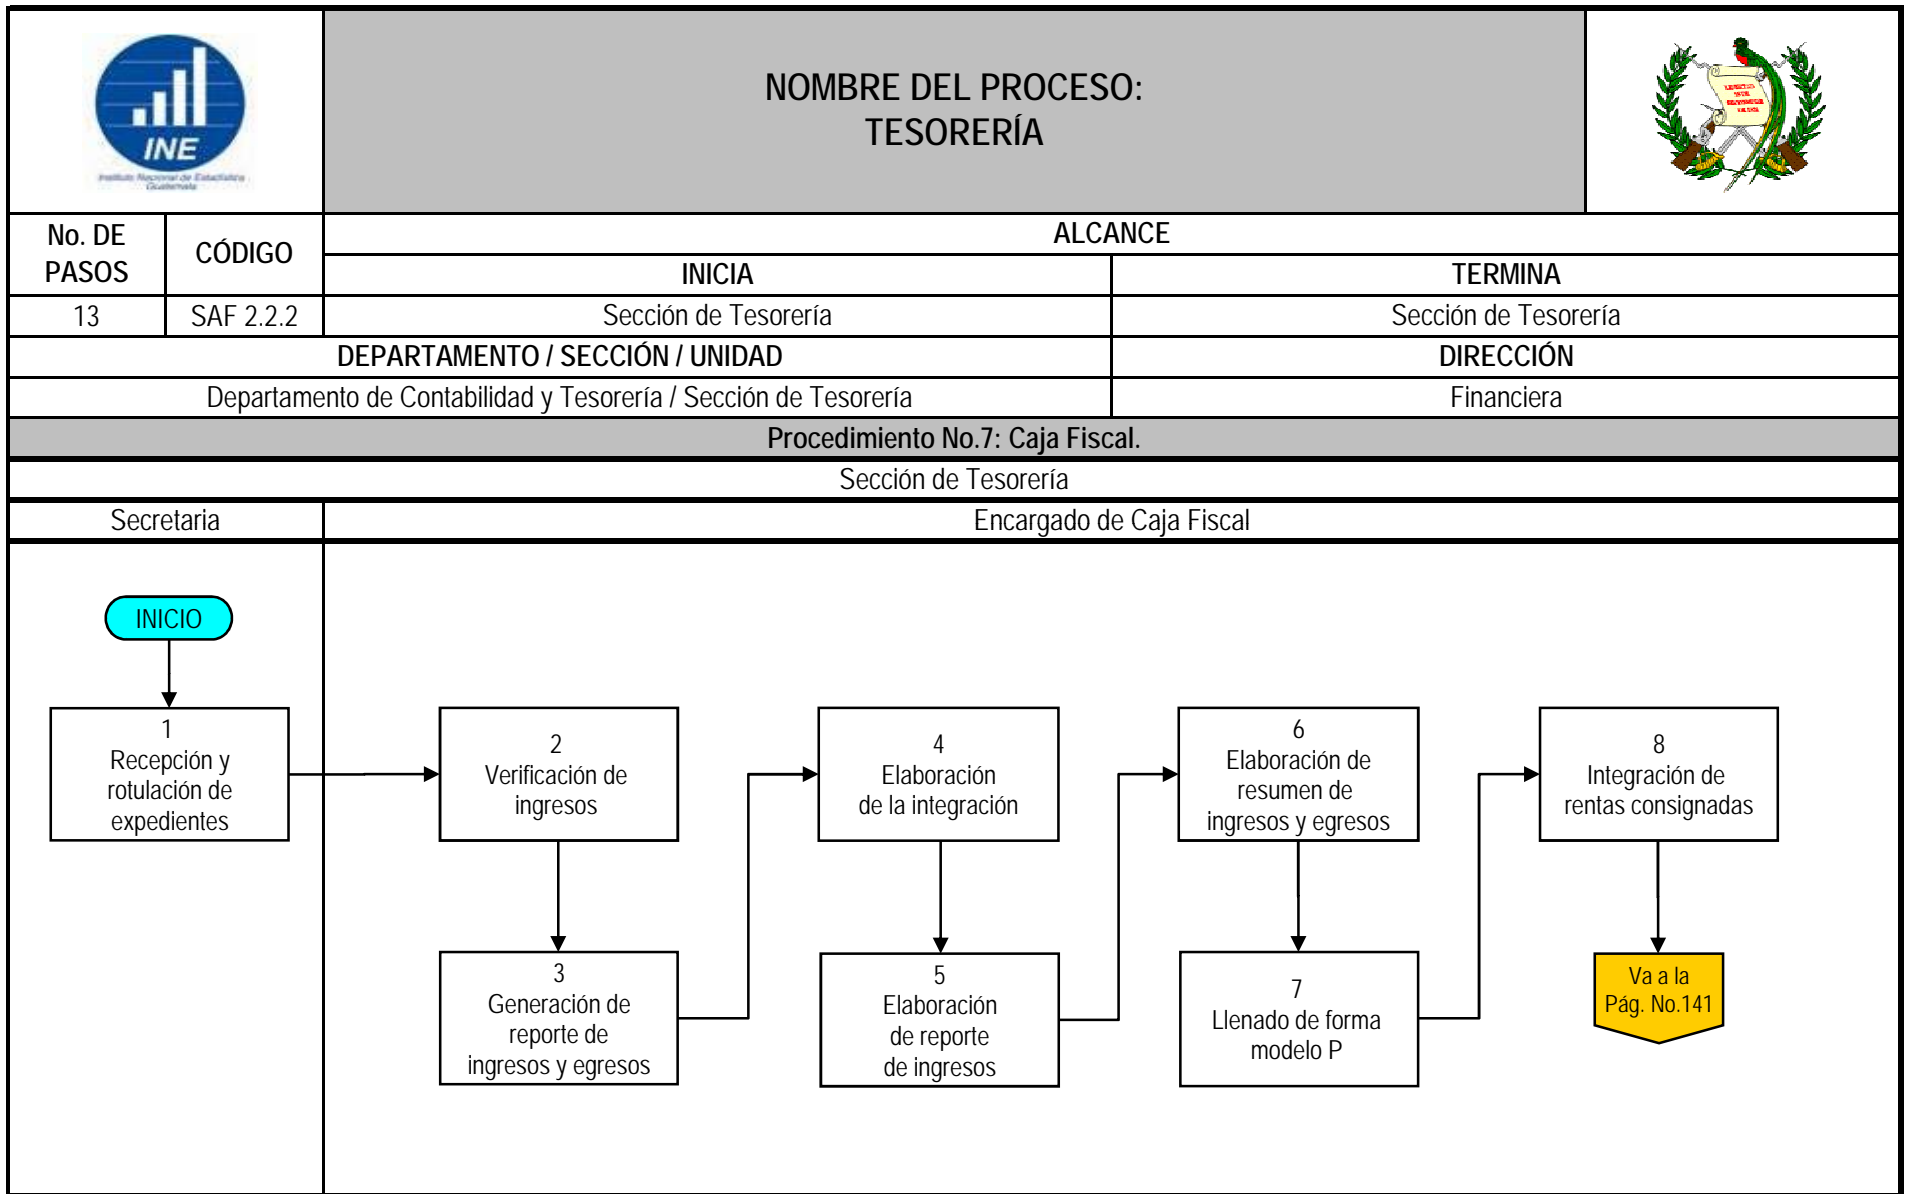 INE
Instituto Nacional de Estadística
Guatemala
NOMBRE DEL PROCESO:
TESORERÍA
No. DE
PASOS
CÓDIGO
ALCANCE
INICIA
TERMINA
13
SAF 2.2.2
Sección de Tesorería
Sección de Tesorería
DEPARTAMENTO / SECCIÓN / UNIDAD
DIRECCIÓN
Departamento de Contabilidad y Tesorería / Sección de Tesorería
Financiera
Procedimiento No.7: Caja Fiscal.
Sección de Tesorería
Secretaria
Encargado de Caja Fiscal
INICIO
1
Recepción y
rotulación de
expedientes
2
Verificación de
ingresos
3
Generación de
reporte de
ingresos y egresos
4
Elaboración
de la integración
5
Elaboración
de reporte
de ingresos
6
Elaboración de
resumen de
ingresos y egresos
7
Llenado de forma
modelo P
8
Integración de
rentas consignadas
Va a la
Pág. No.141